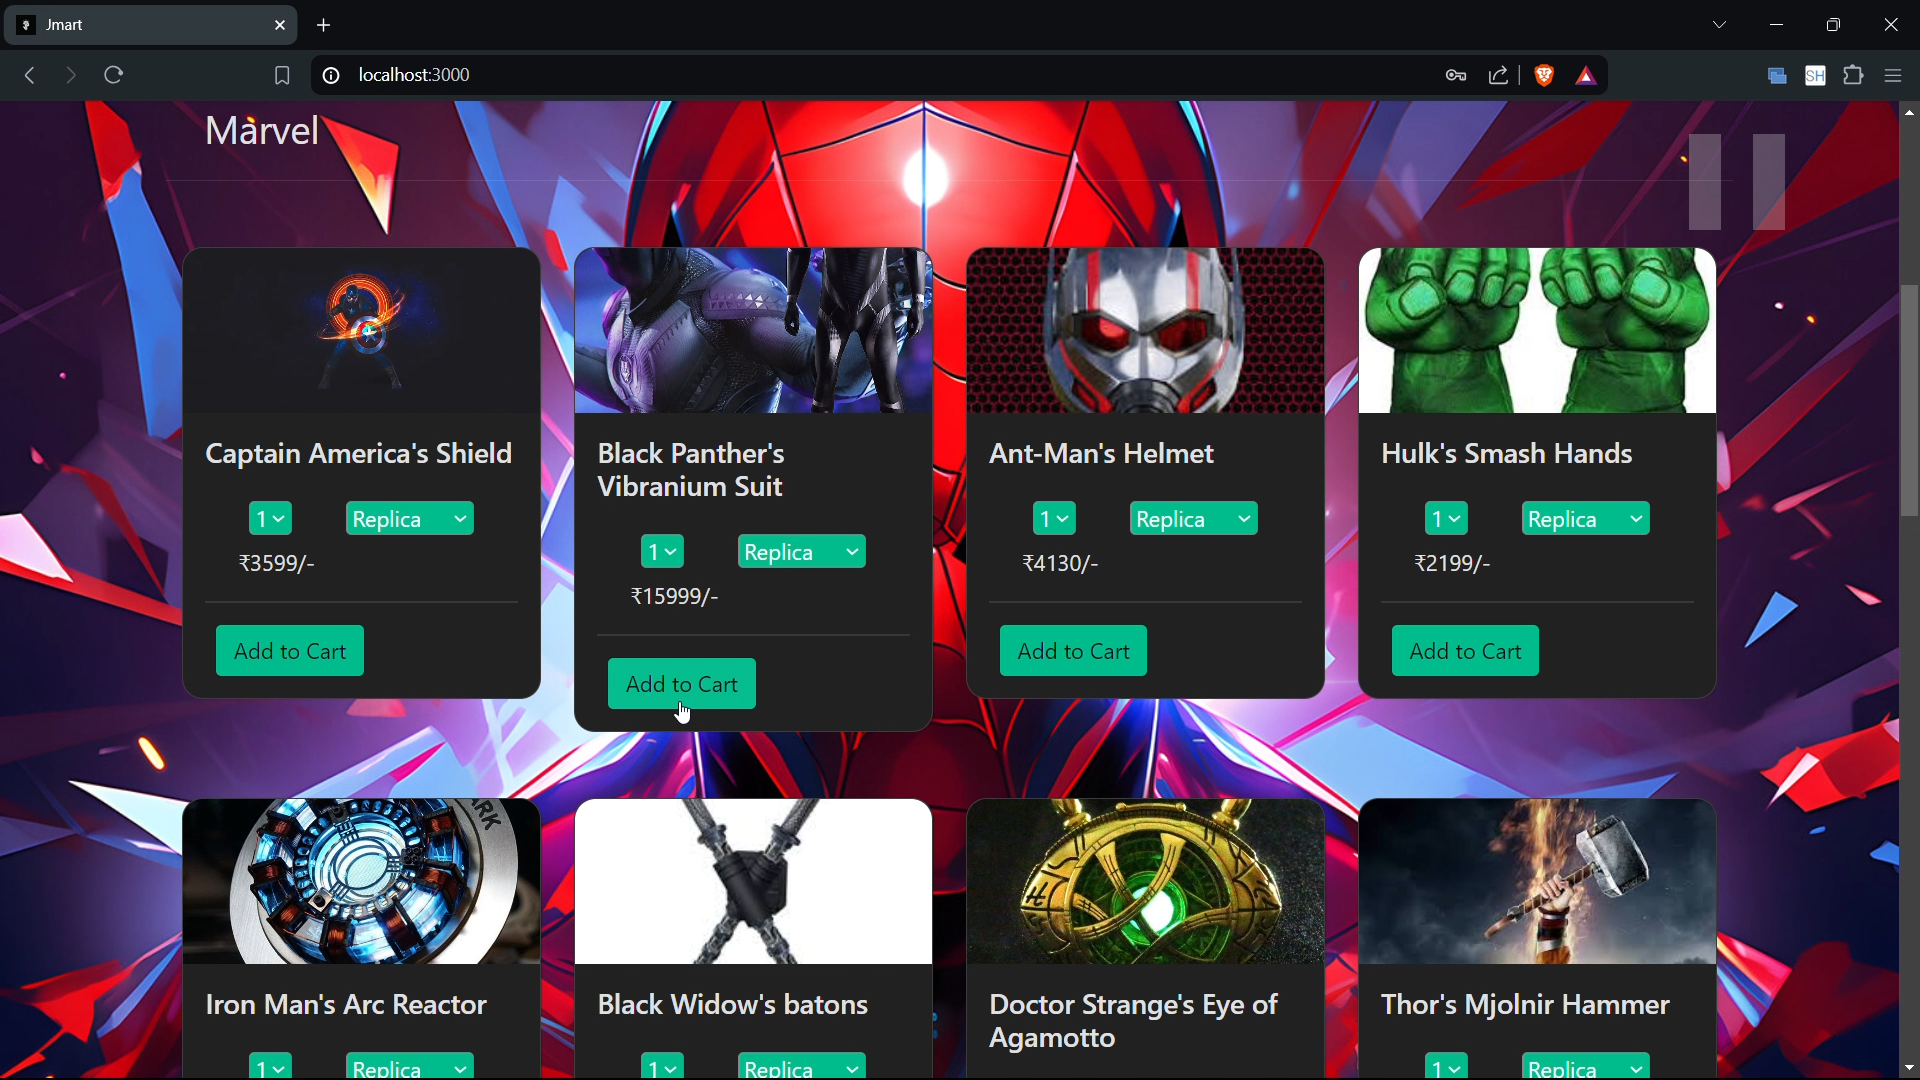 Jmart
localhost:3000
SH
Marvel
Captain America's Shield
1
Replica
₹3599/-
Add to Cart
Black Panther's
Vibranium Suit
1
Replica
₹15999/-
Add to Cart
Ant-Man's Helmet
1
Replica
₹4130/-
Add to Cart
Hulk's Smash Hands
1
Replica
₹2199/-
Add to Cart
ARK
Iron Man's Arc Reactor
1
Replica
Black Widow's batons
1
Replica
Doctor Strange's Eye of
Agamotto
Thor's Mjolnir Hammer
1
Replica